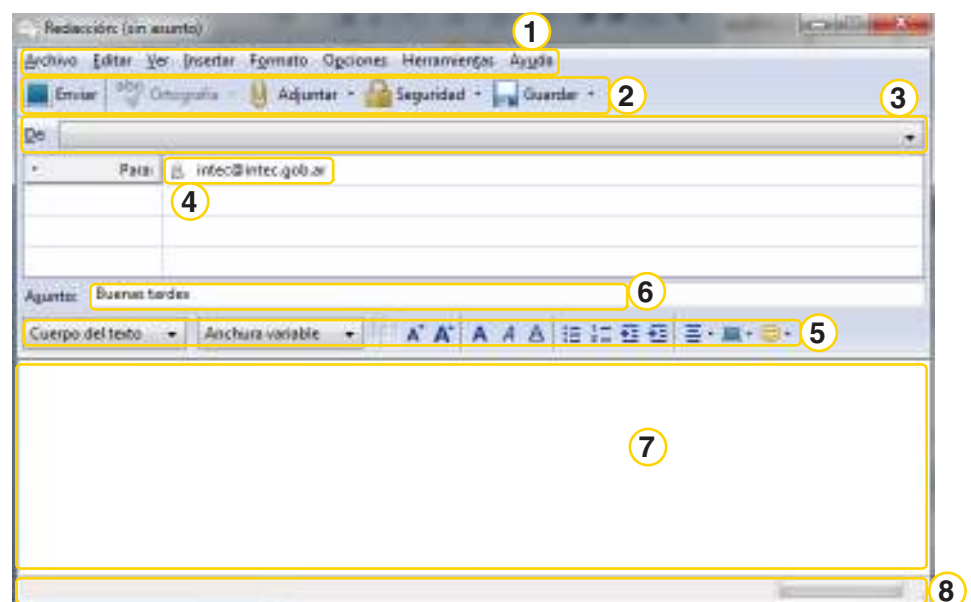 Redacción: (sin asunto)
1
Archivo Editar Ver Insertar Formato Opciones Herramientas Ayuda
Enviar Ortografía Adjuntar Seguridad Guardar 2
3
De
Para: intec@intec.gob.ar
4
Asunto: Buenas tardes 6
Cuerpo del texto Anchura variable A A A A A 5
7
8